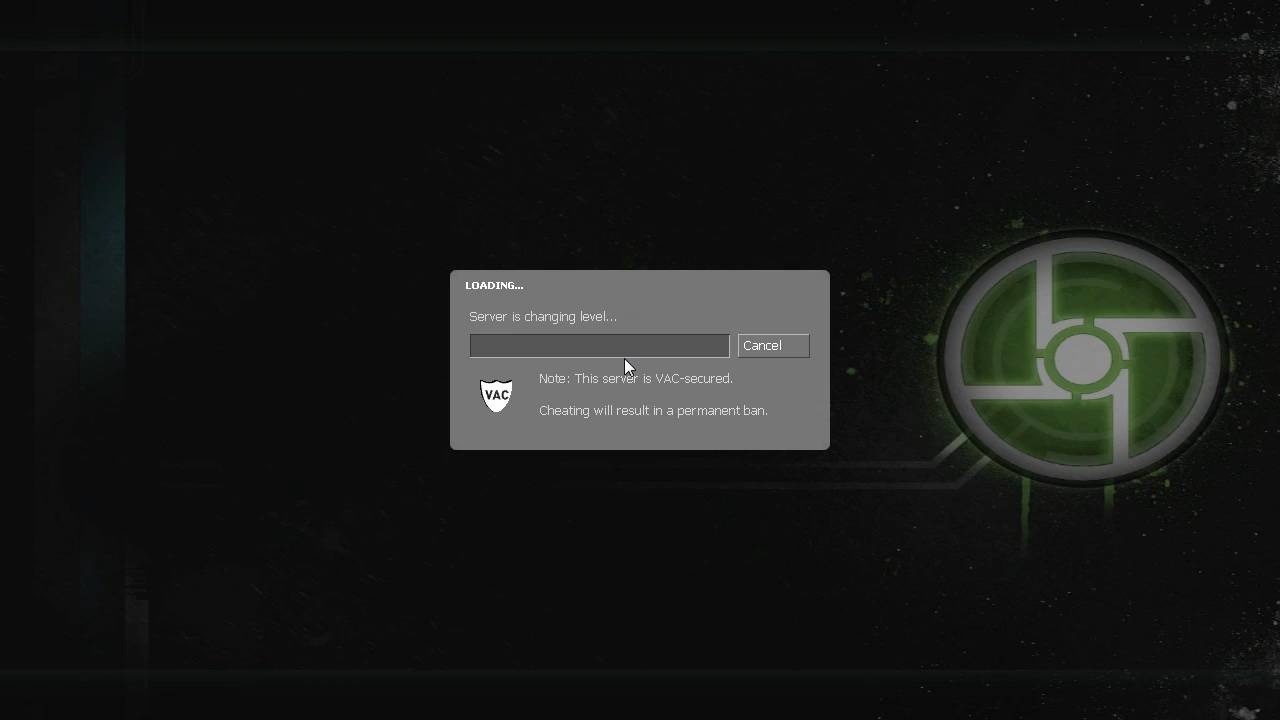 LOADING...
Server is changing level...
Cancel
Note: This server is VAC-secured.
VAC
Cheating will result in a permanent ban.